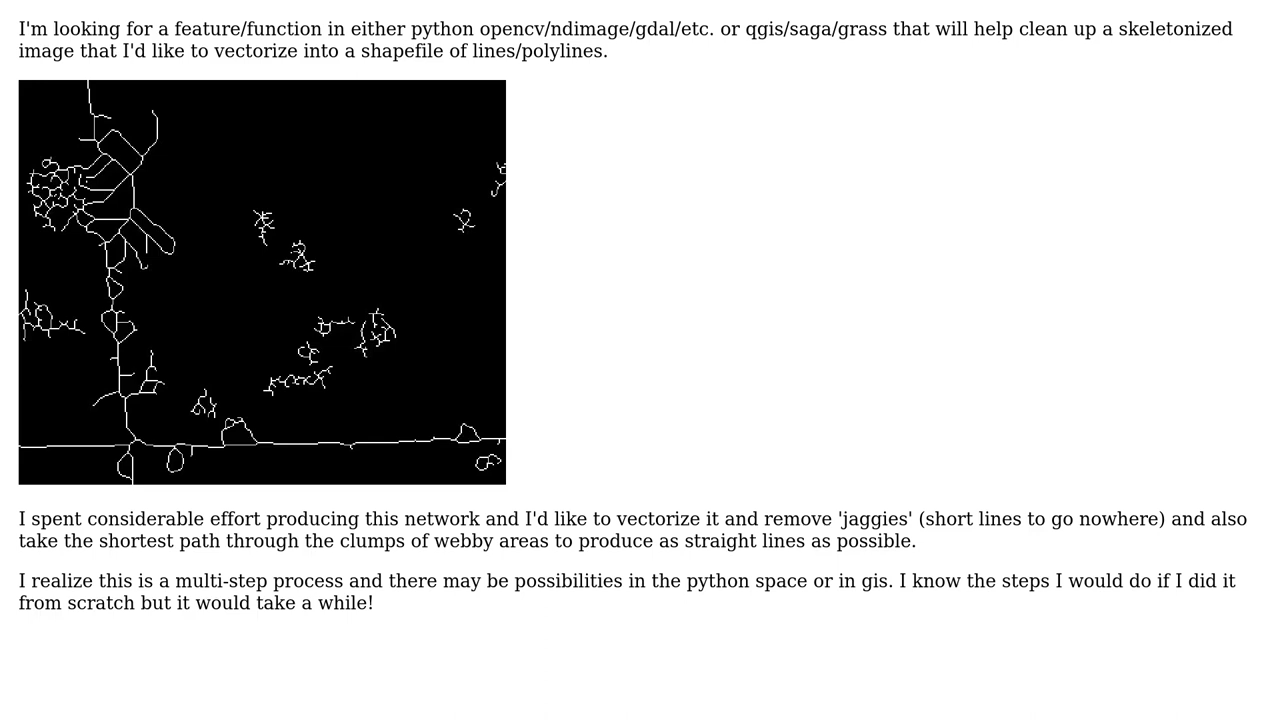 I'm looking for a feature/function in either python opencv/ndimage/gdal/etc. or qgis/saga/grass that will help clean up a skeletonized
image that I'd like to vectorize into a shapefile of lines/polylines.
I spent considerable effort producing this network and I'd like to vectorize it and remove 'jaggies' (short lines to go nowhere) and also
take the shortest path through the clumps of webby areas to produce as straight lines as possible.
I realize this is a multi-step process and there may be possibilities in the python space or in gis. I know the steps I would do if I did it
from scratch but it would take a while!